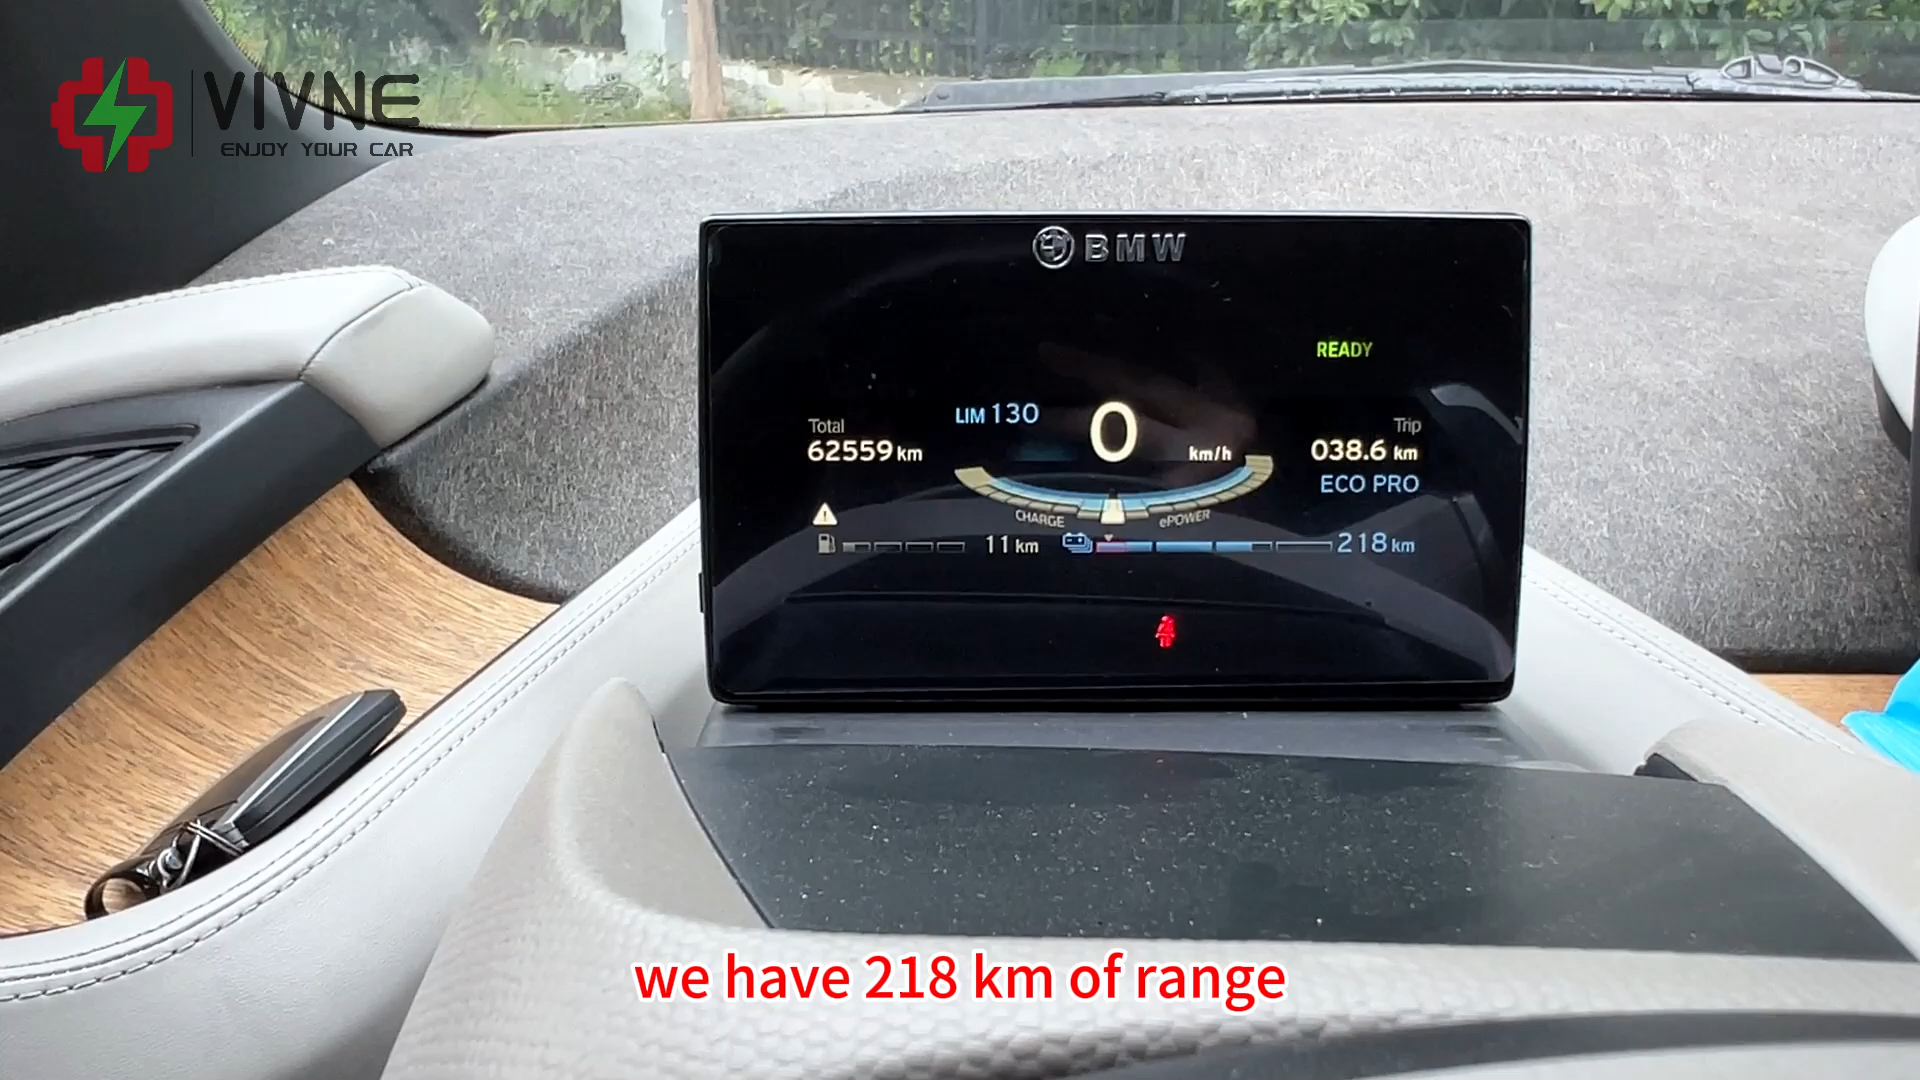 VIVNE
ENJOY YOUR CAR
BMW
READY
LIM 130
0
km/h
Total
62559 km
Trip
038.6 km
ECO PRO
CHARGE
ePOWER
11 km
218 km
we have 218 km of range